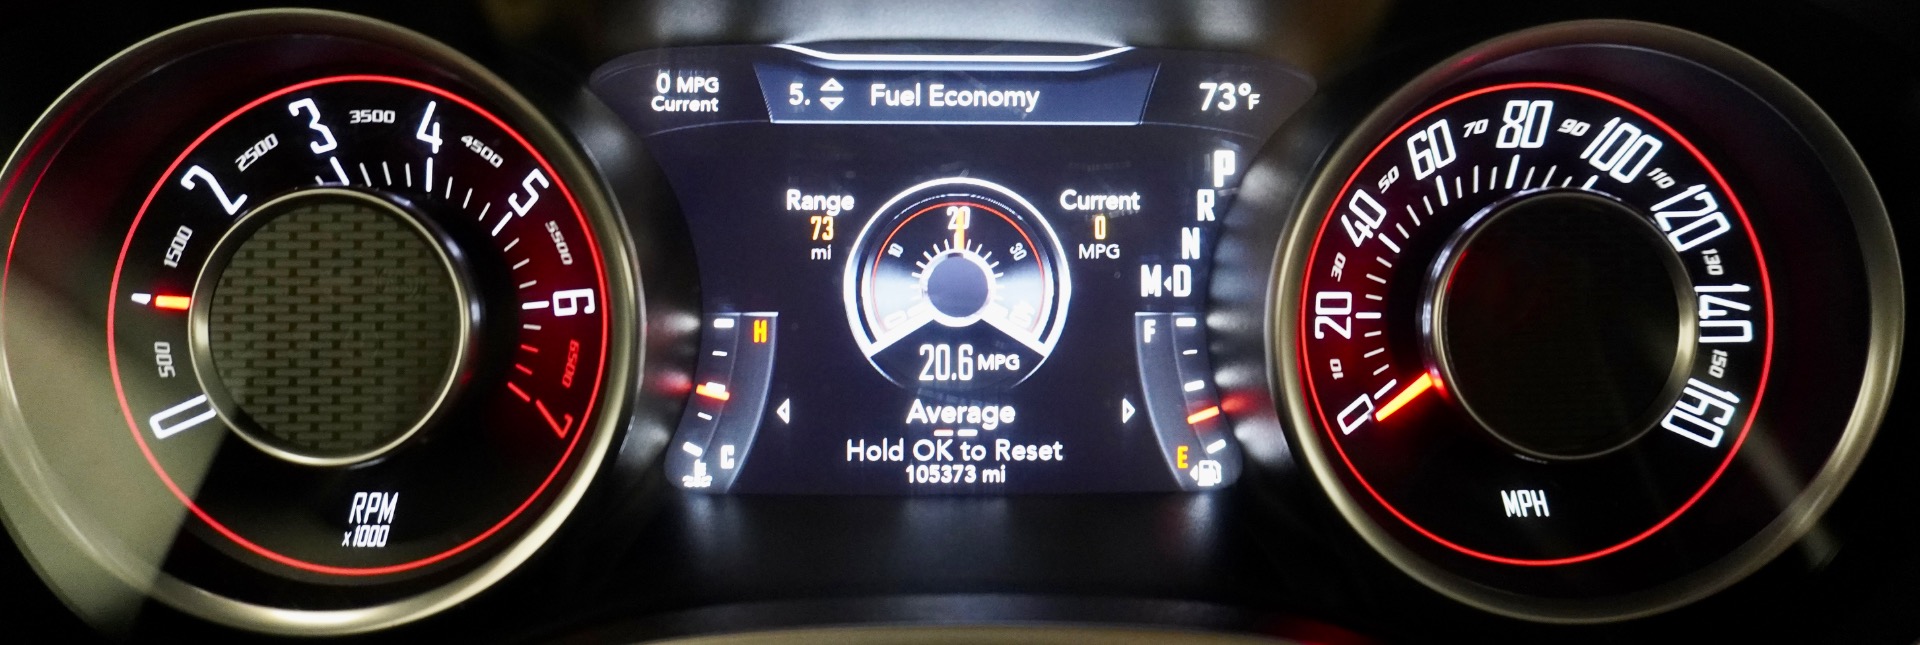 0
500
1500
2
2500
3
3500
4
4500
5
5500
6
6500
7
RPM
x1000
0 MPG
Current
5. Fuel Economy
73°F
Range
73
mi
10
20
30
Current
0
MPG
20.6 MPG
Average
Hold OK to Reset
105373 mi
H
C
P
R
N
M D
F
E
0
10
20
30
40
50
60
70
80
90
100
110
120
130
140
150
160
MPH